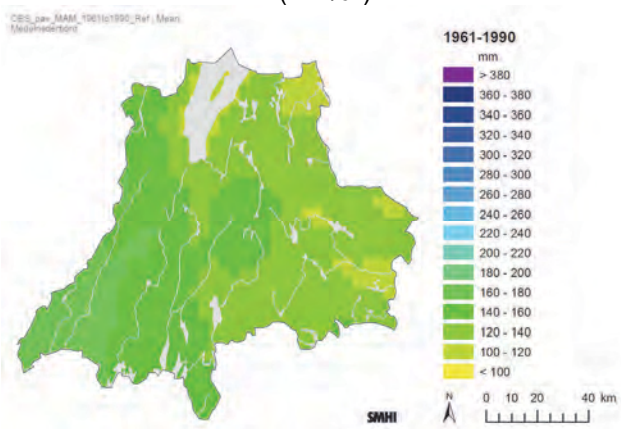 OBS_pav_MAM_1961to1990_Ref : Mean
Medelnederbord
1961-1990
mm
> 380
360 - 380
340 - 360
320 - 340
300 - 320
280 - 300
260 - 280
240 - 260
220 - 240
200 - 220
180 - 200
160 - 180
140 - 160
120 - 140
100 - 120
< 100
N
0 10 20 40 km
SMHI